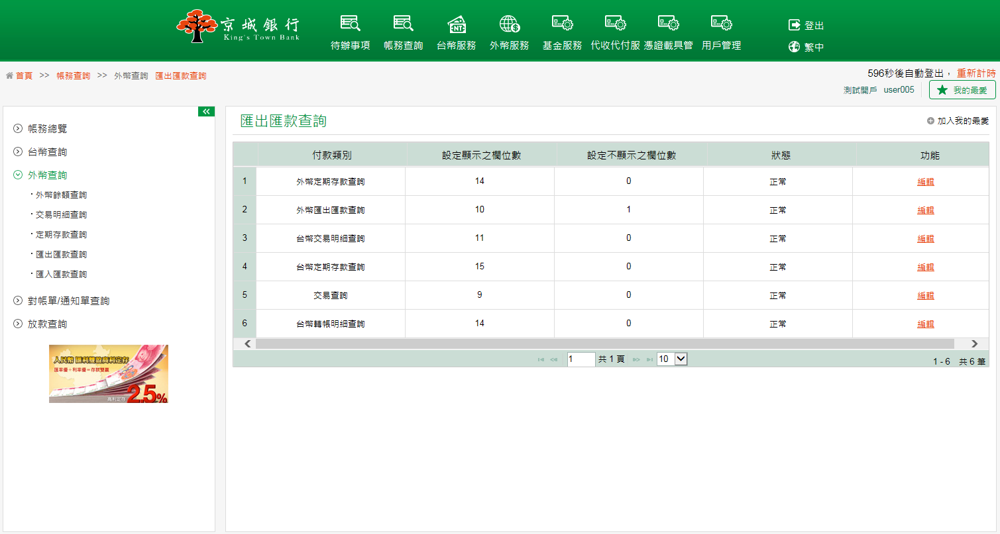 京城銀行
King's Town Bank
待辦事項 帳務查詢 台幣服務 外幣服務 基金服務 代收代付服 憑證載具管 用戶管理
NT
登出
繁中
首頁 >> 帳務查詢 >> 外幣查詢 匯出匯款查詢
596秒後自動登出， 重新計時
測試開戶 user005
我的最愛
帳務總覽
台幣查詢
外幣查詢
・外幣餘額查詢
・交易明細查詢
・定期存款查詢
・匯出匯款查詢
・匯入匯款查詢
對帳單/通知單查詢
放款查詢
人民幣 匯利雙盈高利定存
匯率優＋利率優＝存款雙贏
高利定存 2.5%
匯出匯款查詢
加入我的最愛
付款類別 設定顯示之欄位數 設定不顯示之欄位數 狀態 功能
1 外幣定期存款查詢 14 0 正常 編輯
2 外幣匯出匯款查詢 10 1 正常 編輯
3 台幣交易明細查詢 11 0 正常 編輯
4 台幣定期存款查詢 15 0 正常 編輯
5 交易查詢 9 0 正常 編輯
6 台幣轉帳明細查詢 14 0 正常 編輯
1 共 1 頁 10
1 - 6 共 6 筆